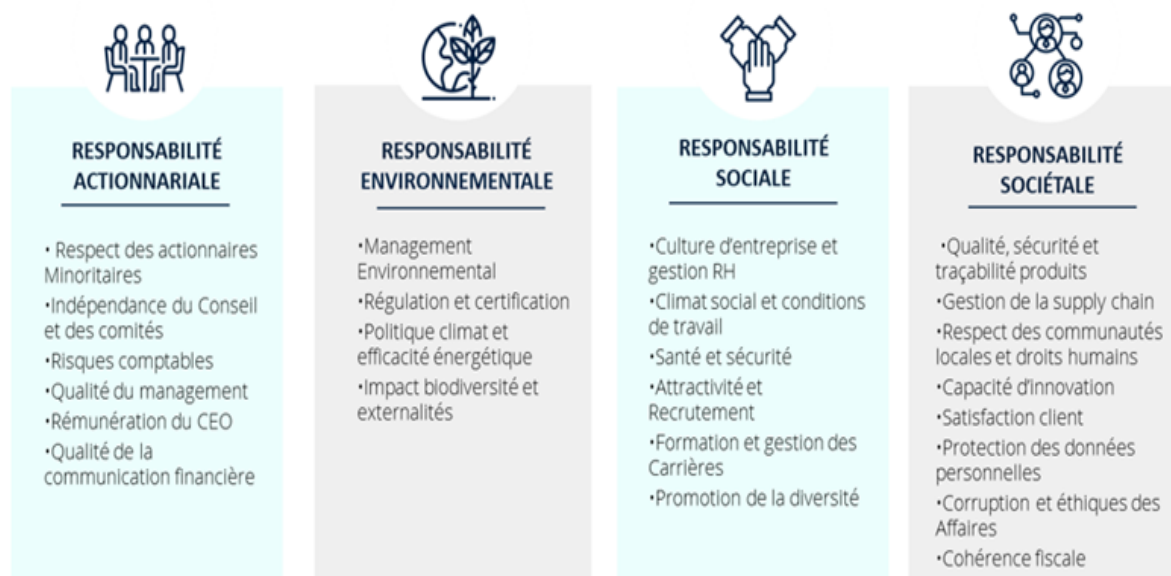 RESPONSABILITÉ
ACTIONNARIALE
• Respect des actionnaires
Minoritaires
•Indépendance du Conseil
et des comités
•Risques comptables
•Qualité du management
•Rémunération du CEO
•Qualité de la
communication financière
RESPONSABILITÉ
ENVIRONNEMENTALE
•Management
Environnemental
•Régulation et certification
•Politique climat et
efficacité énergétique
•Impact biodiversité et
externalités
RESPONSABILITÉ
SOCIALE
•Culture d'entreprise et
gestion RH
•Climat social et conditions
de travail
•Santé et sécurité
•Attractivité et
Recrutement
•Formation et gestion des
Carrières
•Promotion de la diversité
RESPONSABILITÉ
SOCIÉTALE
•Qualité, sécurité et
traçabilité produits
•Gestion de la supply chain
•Respect des communautés
locales et droits humains
•Capacité d'innovation
•Satisfaction client
•Protection des données
personnelles
•Corruption et éthiques des
Affaires
•Cohérence fiscale